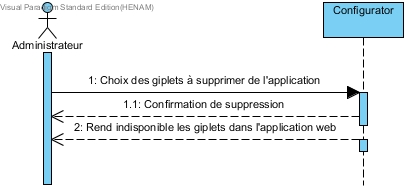 Visual Paradigm Standard Edition(HENAM)
Configurator
Administrateur
1: Choix des giplets à supprimer de l'application
1.1: Confirmation de suppression
2: Rend indisponible les giplets dans l'application web